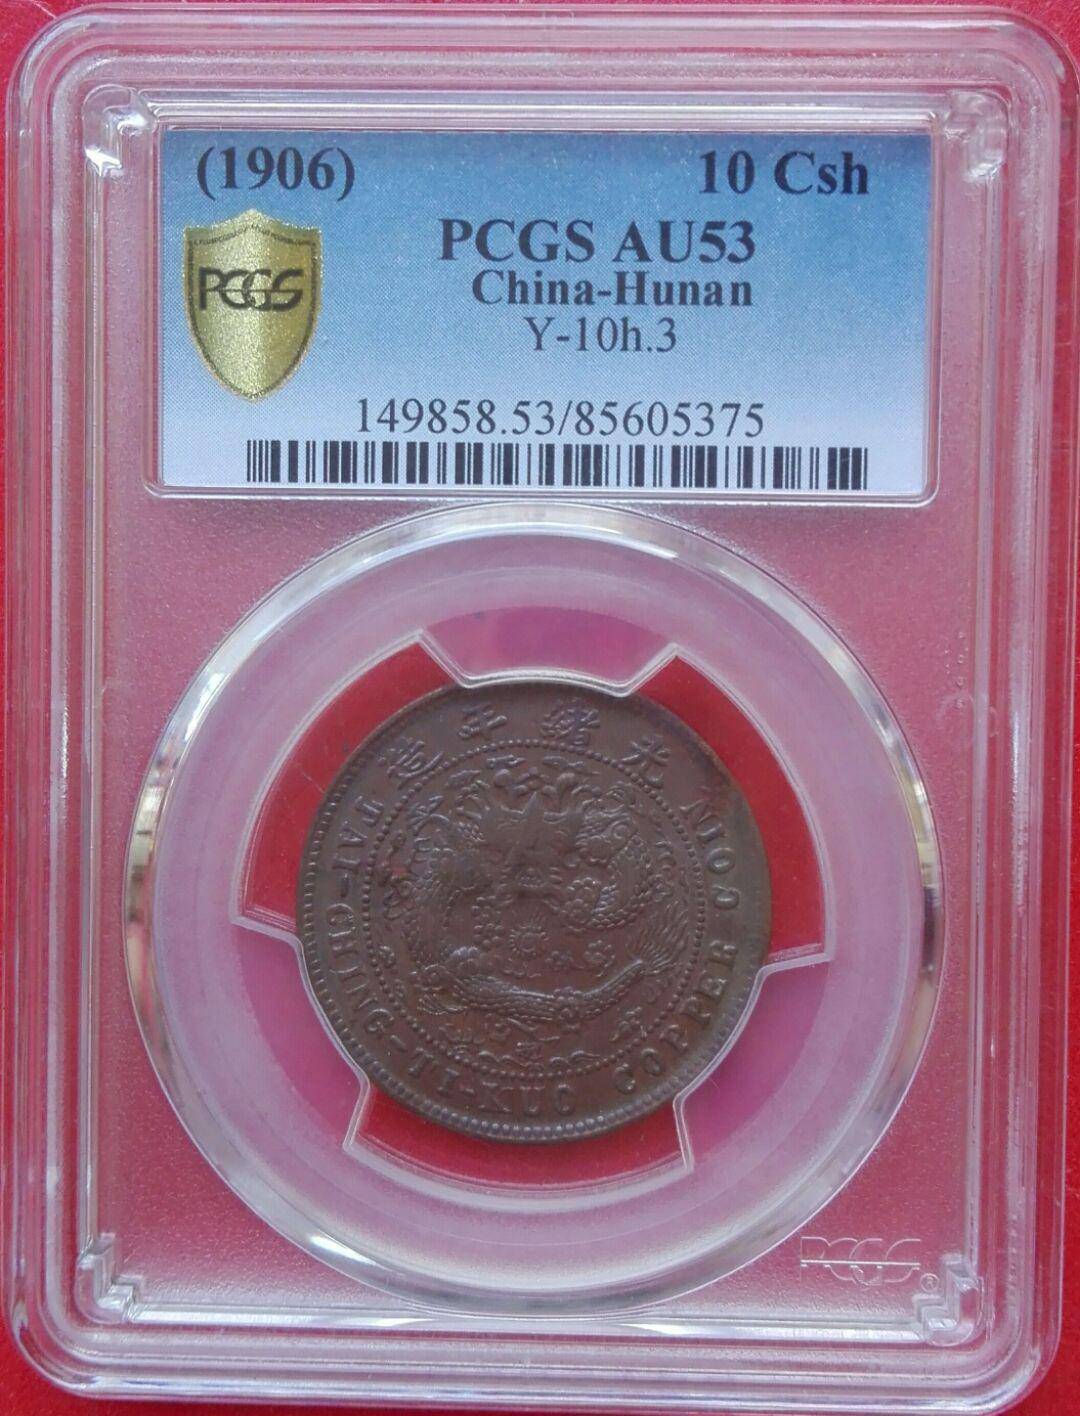 (1906) 10 Csh
PCGS AU53
China-Hunan
Y-10h.3
149858.53/85605375
PCGS
光緒年造
TAI-CHING-TI-KUO COPPER COIN
PCGS ®